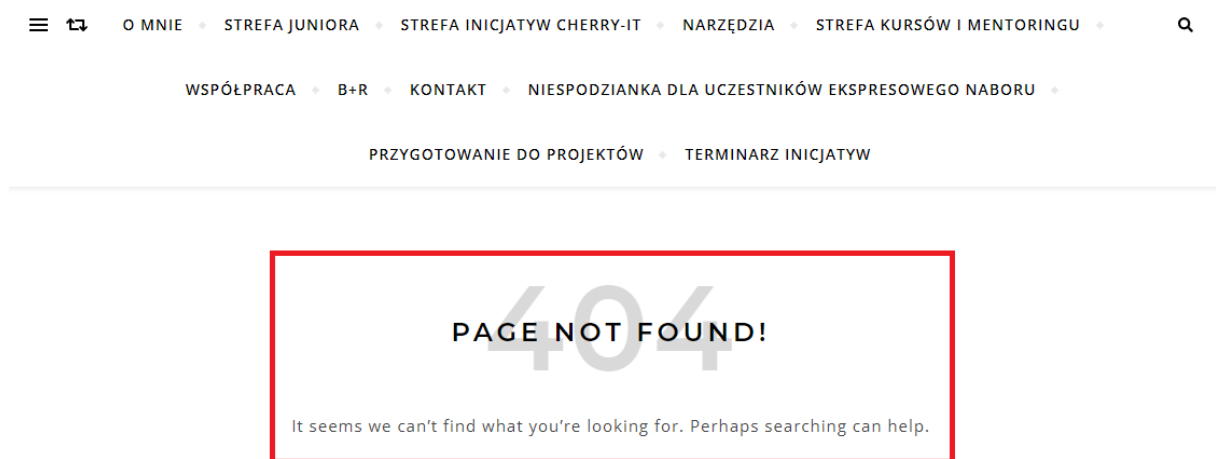 O MNIE STREFA JUNIORA STREFA INICJATYW CHERRY-IT NARZĘDZIA STREFA KURSÓW I MENTORINGU
WSPÓŁPRACA B+R KONTAKT NIESPODZIANKA DLA UCZESTNIKÓW EKSPRESOWEGO NABORU
PRZYGOTOWANIE DO PROJEKTÓW TERMINARZ INICJATYW
404
PAGE NOT FOUND!
It seems we can't find what you're looking for. Perhaps searching can help.